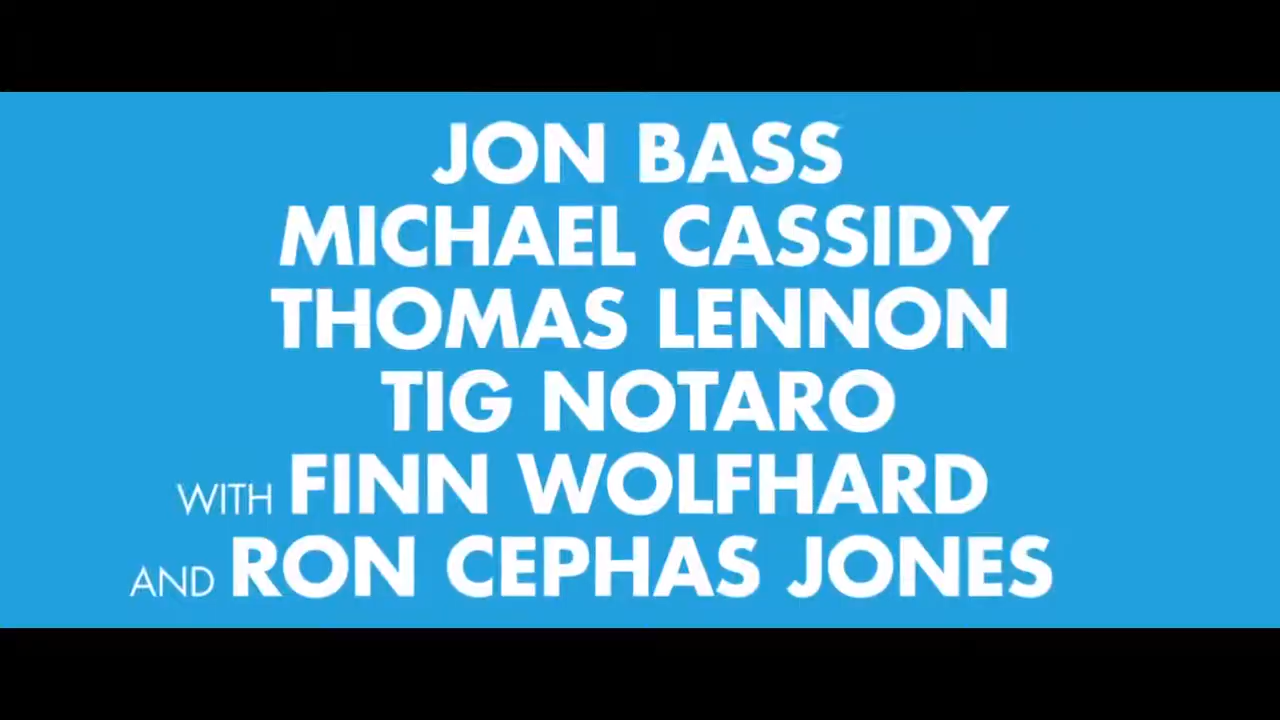 JON BASS
MICHAEL CASSIDY
THOMAS LENNON
TIG NOTARO
WITH FINN WOLFHARD
AND RON CEPHAS JONES